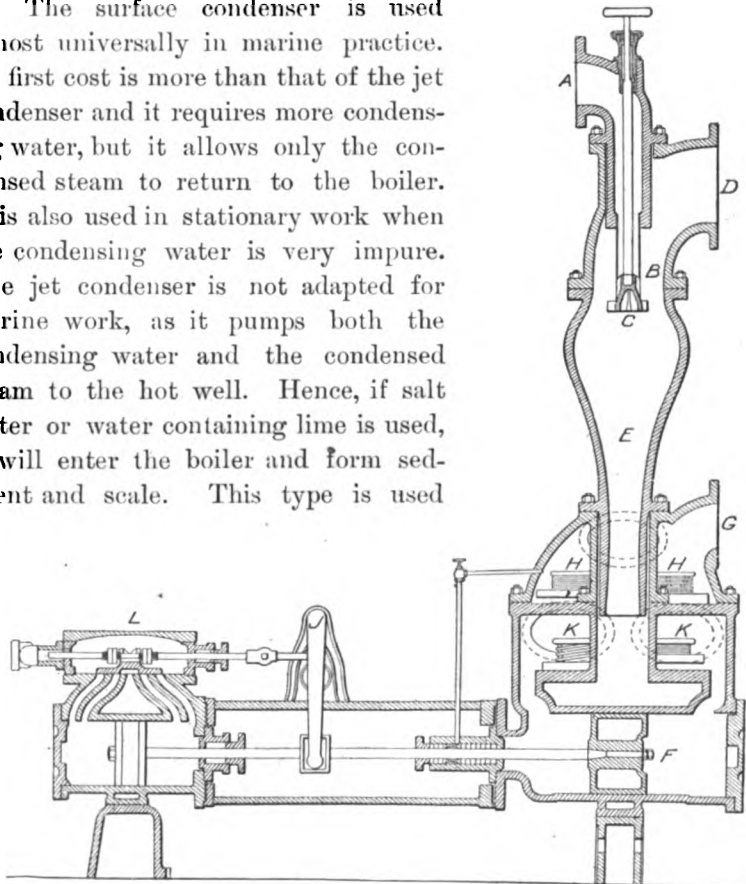 The surface condenser is used
most universally in marine practice.
first cost is more than that of the jet
ndenser and it requires more condens-
g water, but it allows only the con-
nsed steam to return to the boiler.
is also used in stationary work when
e condensing water is very impure.
e jet condenser is not adapted for
rine work, as it pumps both the
ndensing water and the condensed
am to the hot well. Hence, if salt
ter or water containing lime is used,
will enter the boiler and form sed-
ent and scale. This type is used
A
D
B
C
E
G
H H
L
K K
F